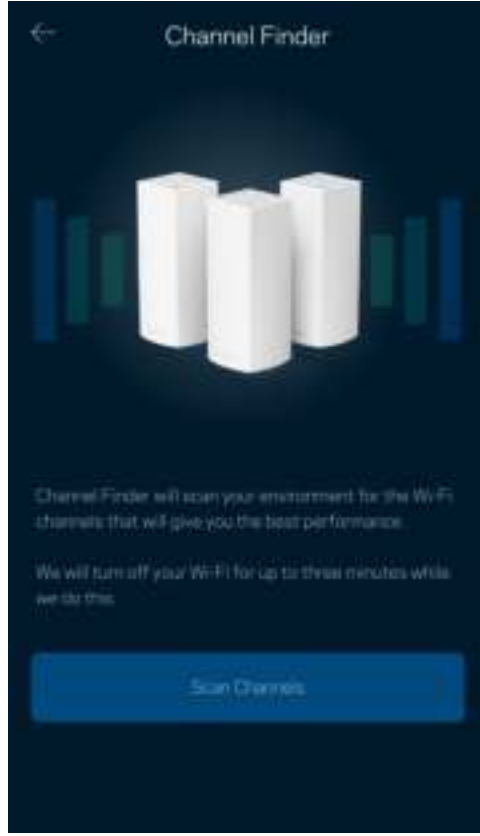 Channel Finder
Channel Finder will scan your environment for the Wi-Fi
channels that will give you the best performance.
We will turn off your Wi-Fi for up to three minutes while
we do this.
Scan Channels